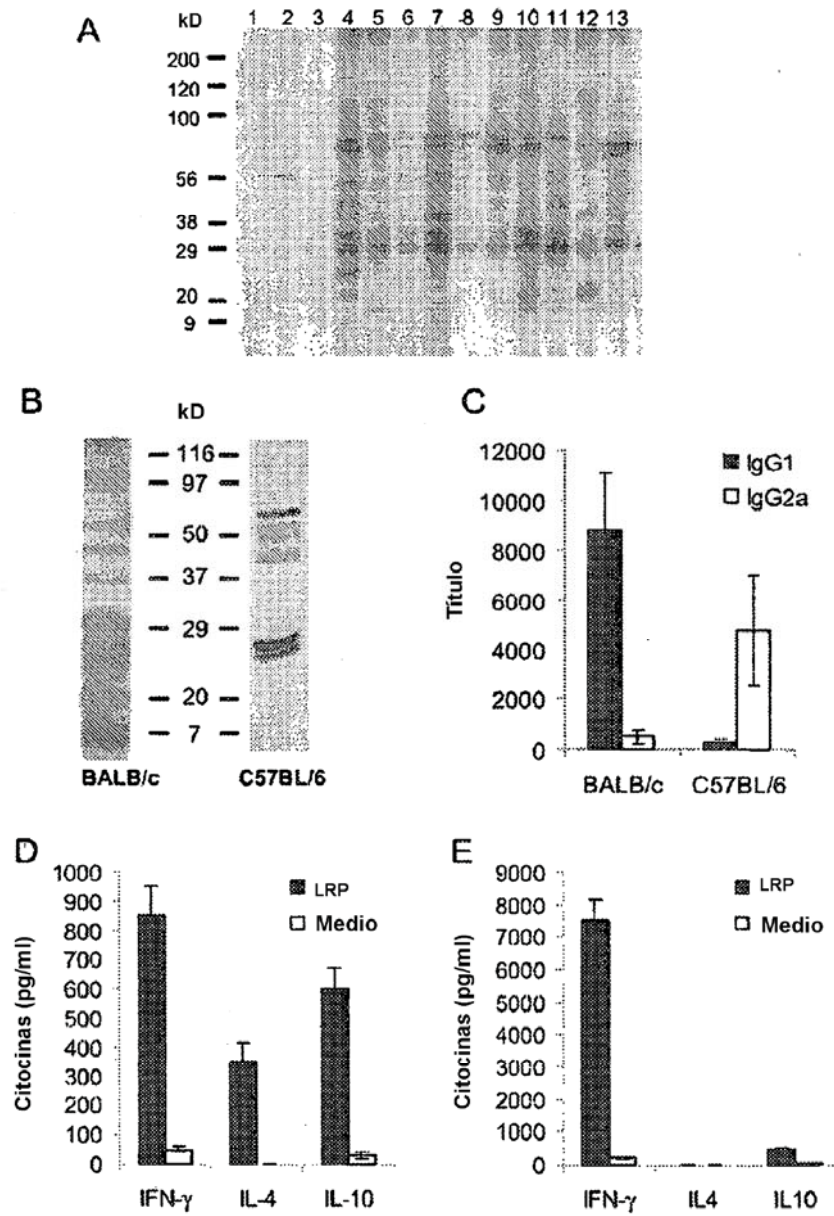 A
kD 1 2 3 4 5 6 7 8 9 10 11 12 13
200
120
100
56
38
29
20
9
B
kD
116
97
50
37
29
20
7
BALB/c
C57BL/6
C
12000
10000
8000
6000
4000
2000
0
Título
IgG1
IgG2a
BALB/c C57BL/6
D
1000
900
800
700
600
500
400
300
200
100
0
Citocinas (pg/ml)
LRP
Medio
IFN-γ IL-4 IL-10
E
9000
8000
7000
6000
5000
4000
3000
2000
1000
0
Citocinas (pg/ml)
LRP
Medio
IFN-γ IL4 IL10